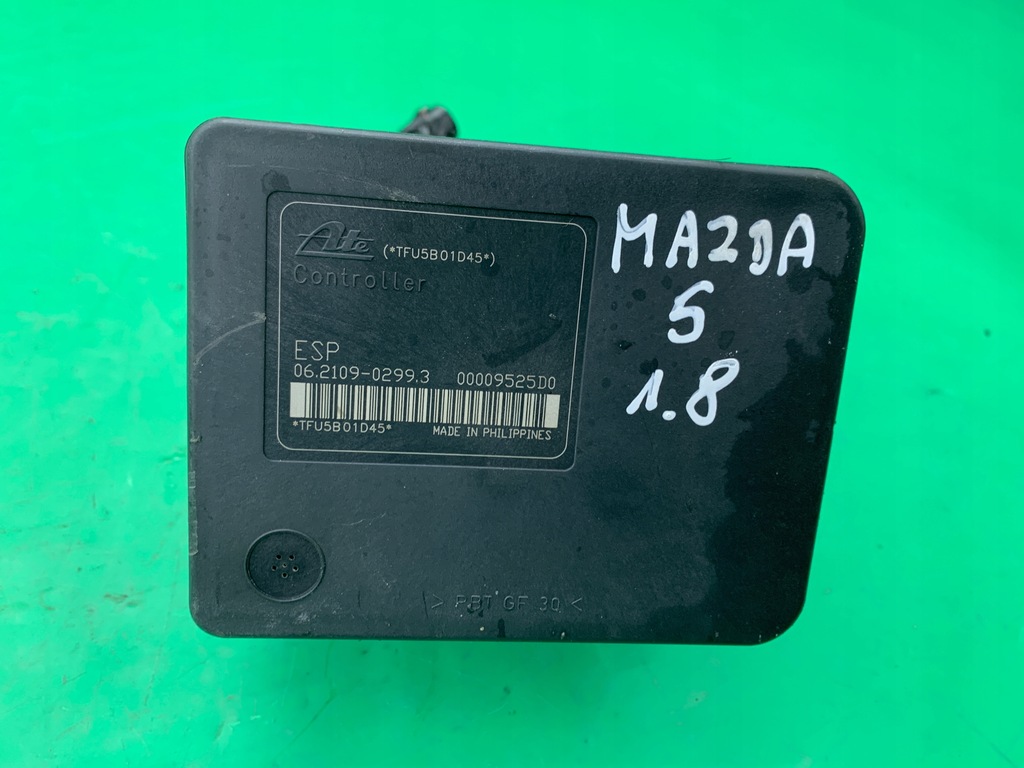 Ate (*TFU5B01D45*)
Controller
ESP
06.2109-0299.3 00009525D0
*TFU5B01D45* MADE IN PHILIPPINES
MAZDA
5
1.8
> PBT GF 30 <